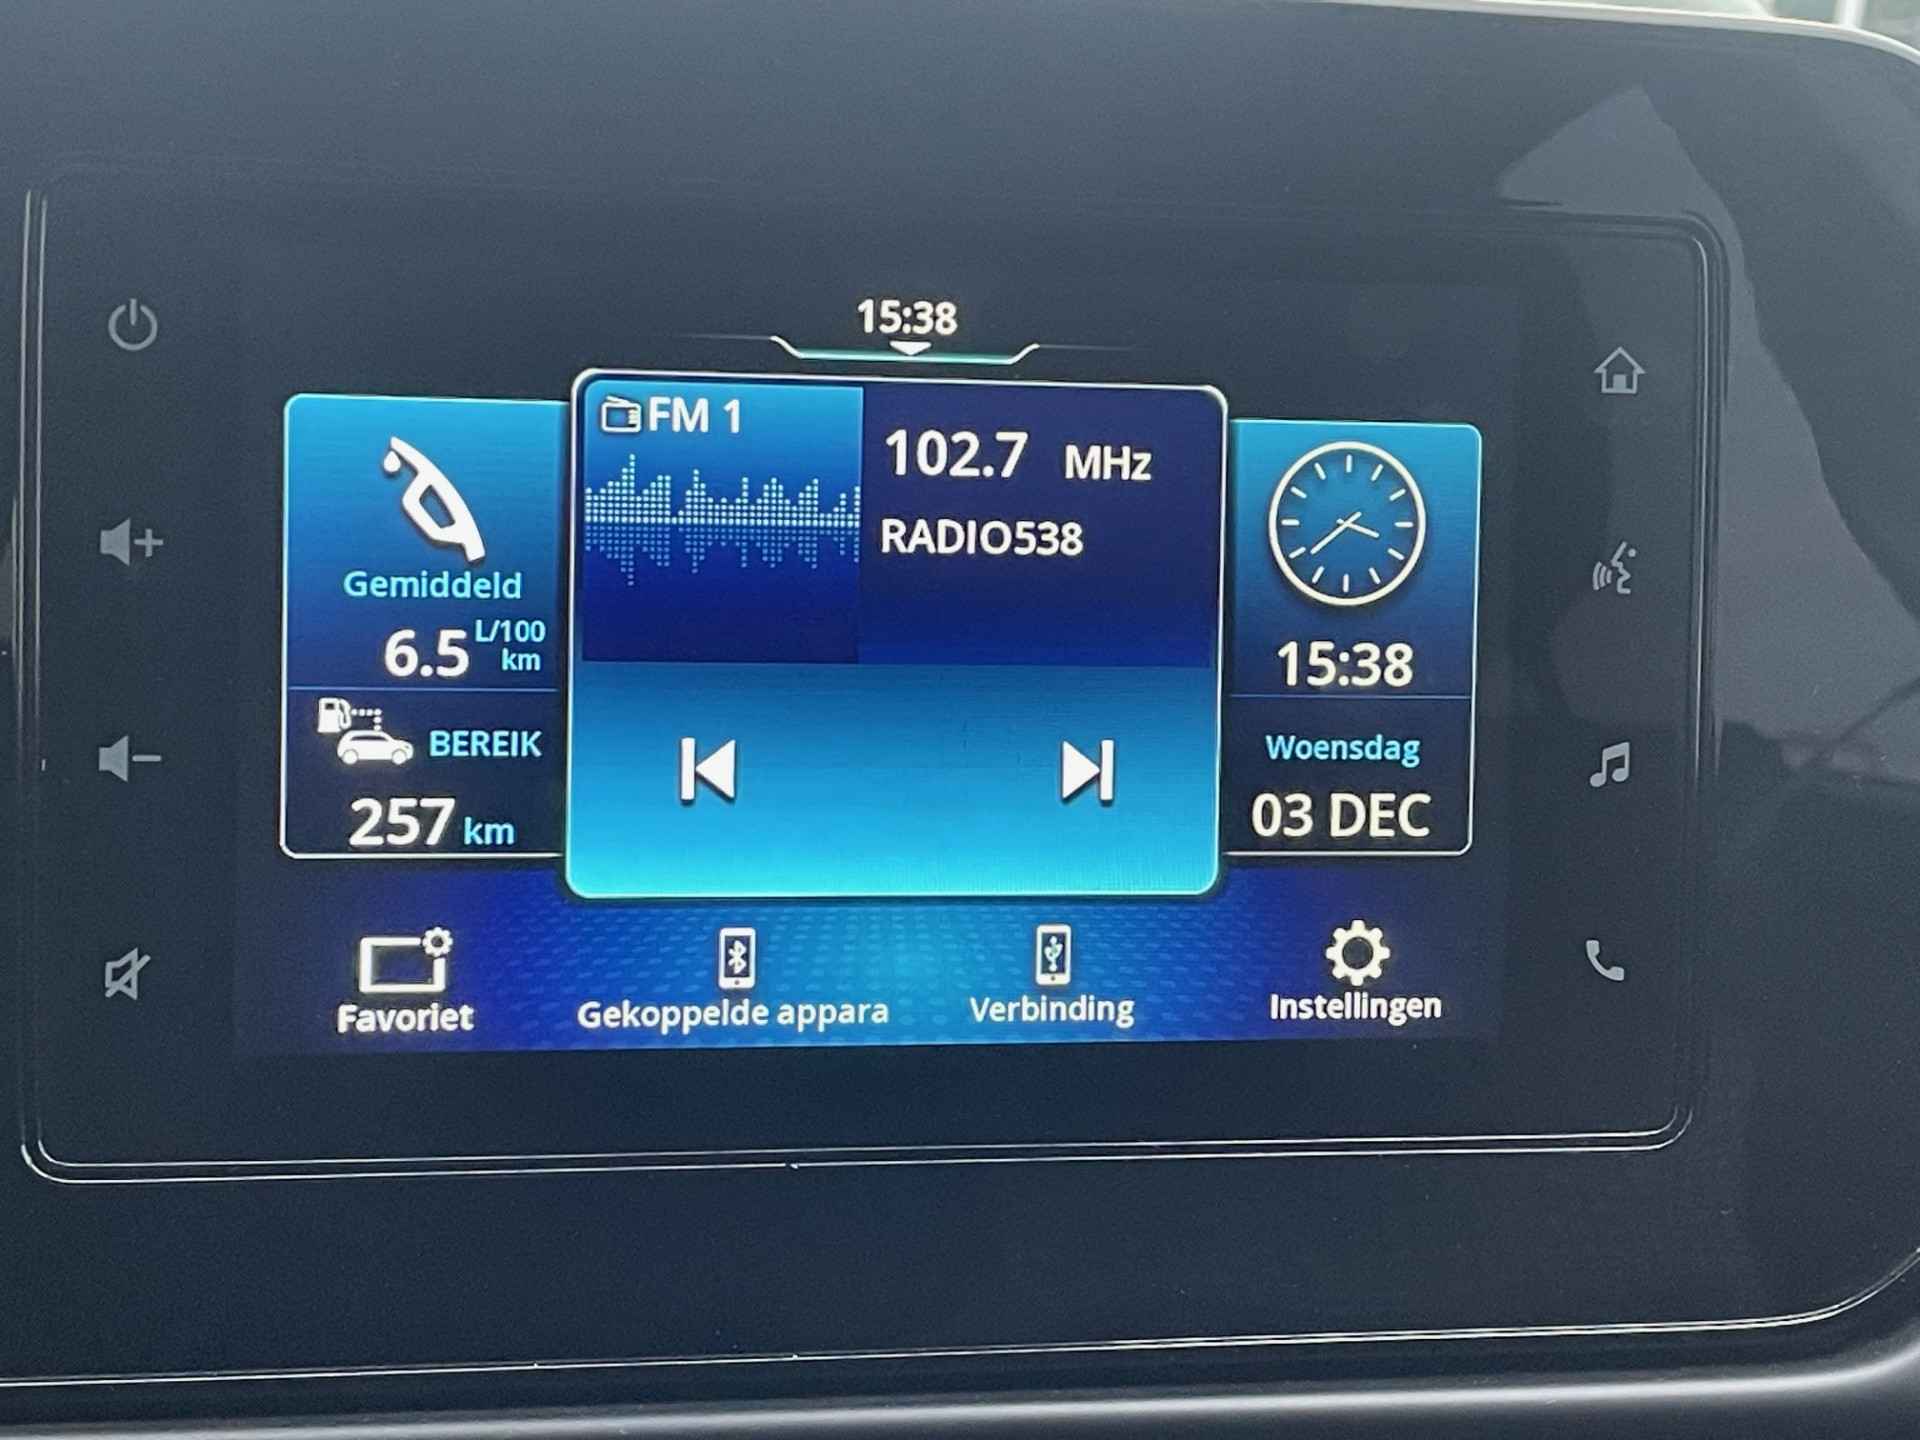 15:38
FM 1
102.7 MHz
RADIO538
Gemiddeld
6.5 L/100 km
BEREIK
257 km
15:38
Woensdag
03 DEC
Favoriet
Gekoppelde appara
Verbinding
Instellingen